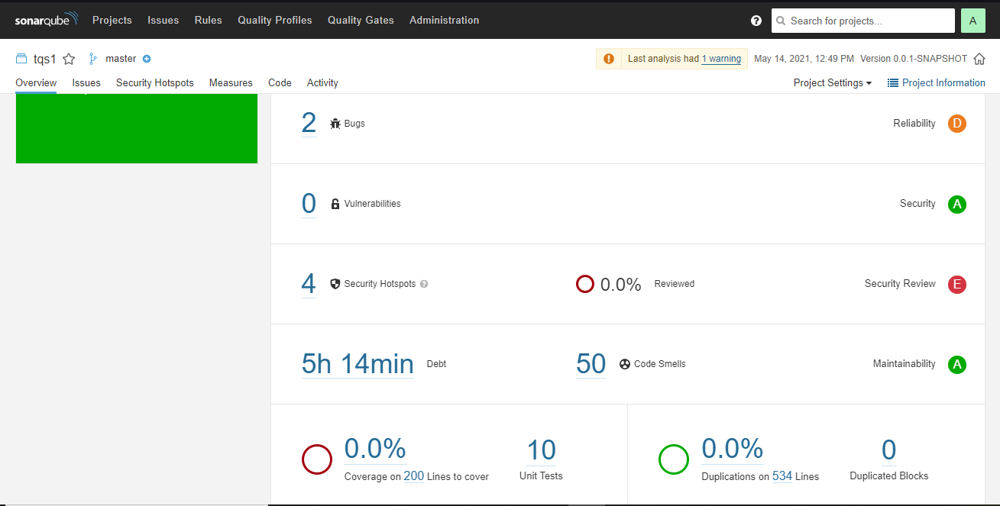 sonarqube Projects Issues Rules Quality Profiles Quality Gates Administration ? Search for projects... A
tqs1 master Last analysis had 1 warning May 14, 2021, 12:49 PM Version 0.0.1-SNAPSHOT
Overview Issues Security Hotspots Measures Code Activity Project Settings Project Information
2 Bugs Reliability D
0 Vulnerabilities Security A
4 Security Hotspots ? 0.0% Reviewed Security Review E
5h 14min Debt 50 Code Smells Maintainability A
0.0% 10 0.0% 0
Coverage on 200 Lines to cover Unit Tests Duplications on 534 Lines Duplicated Blocks